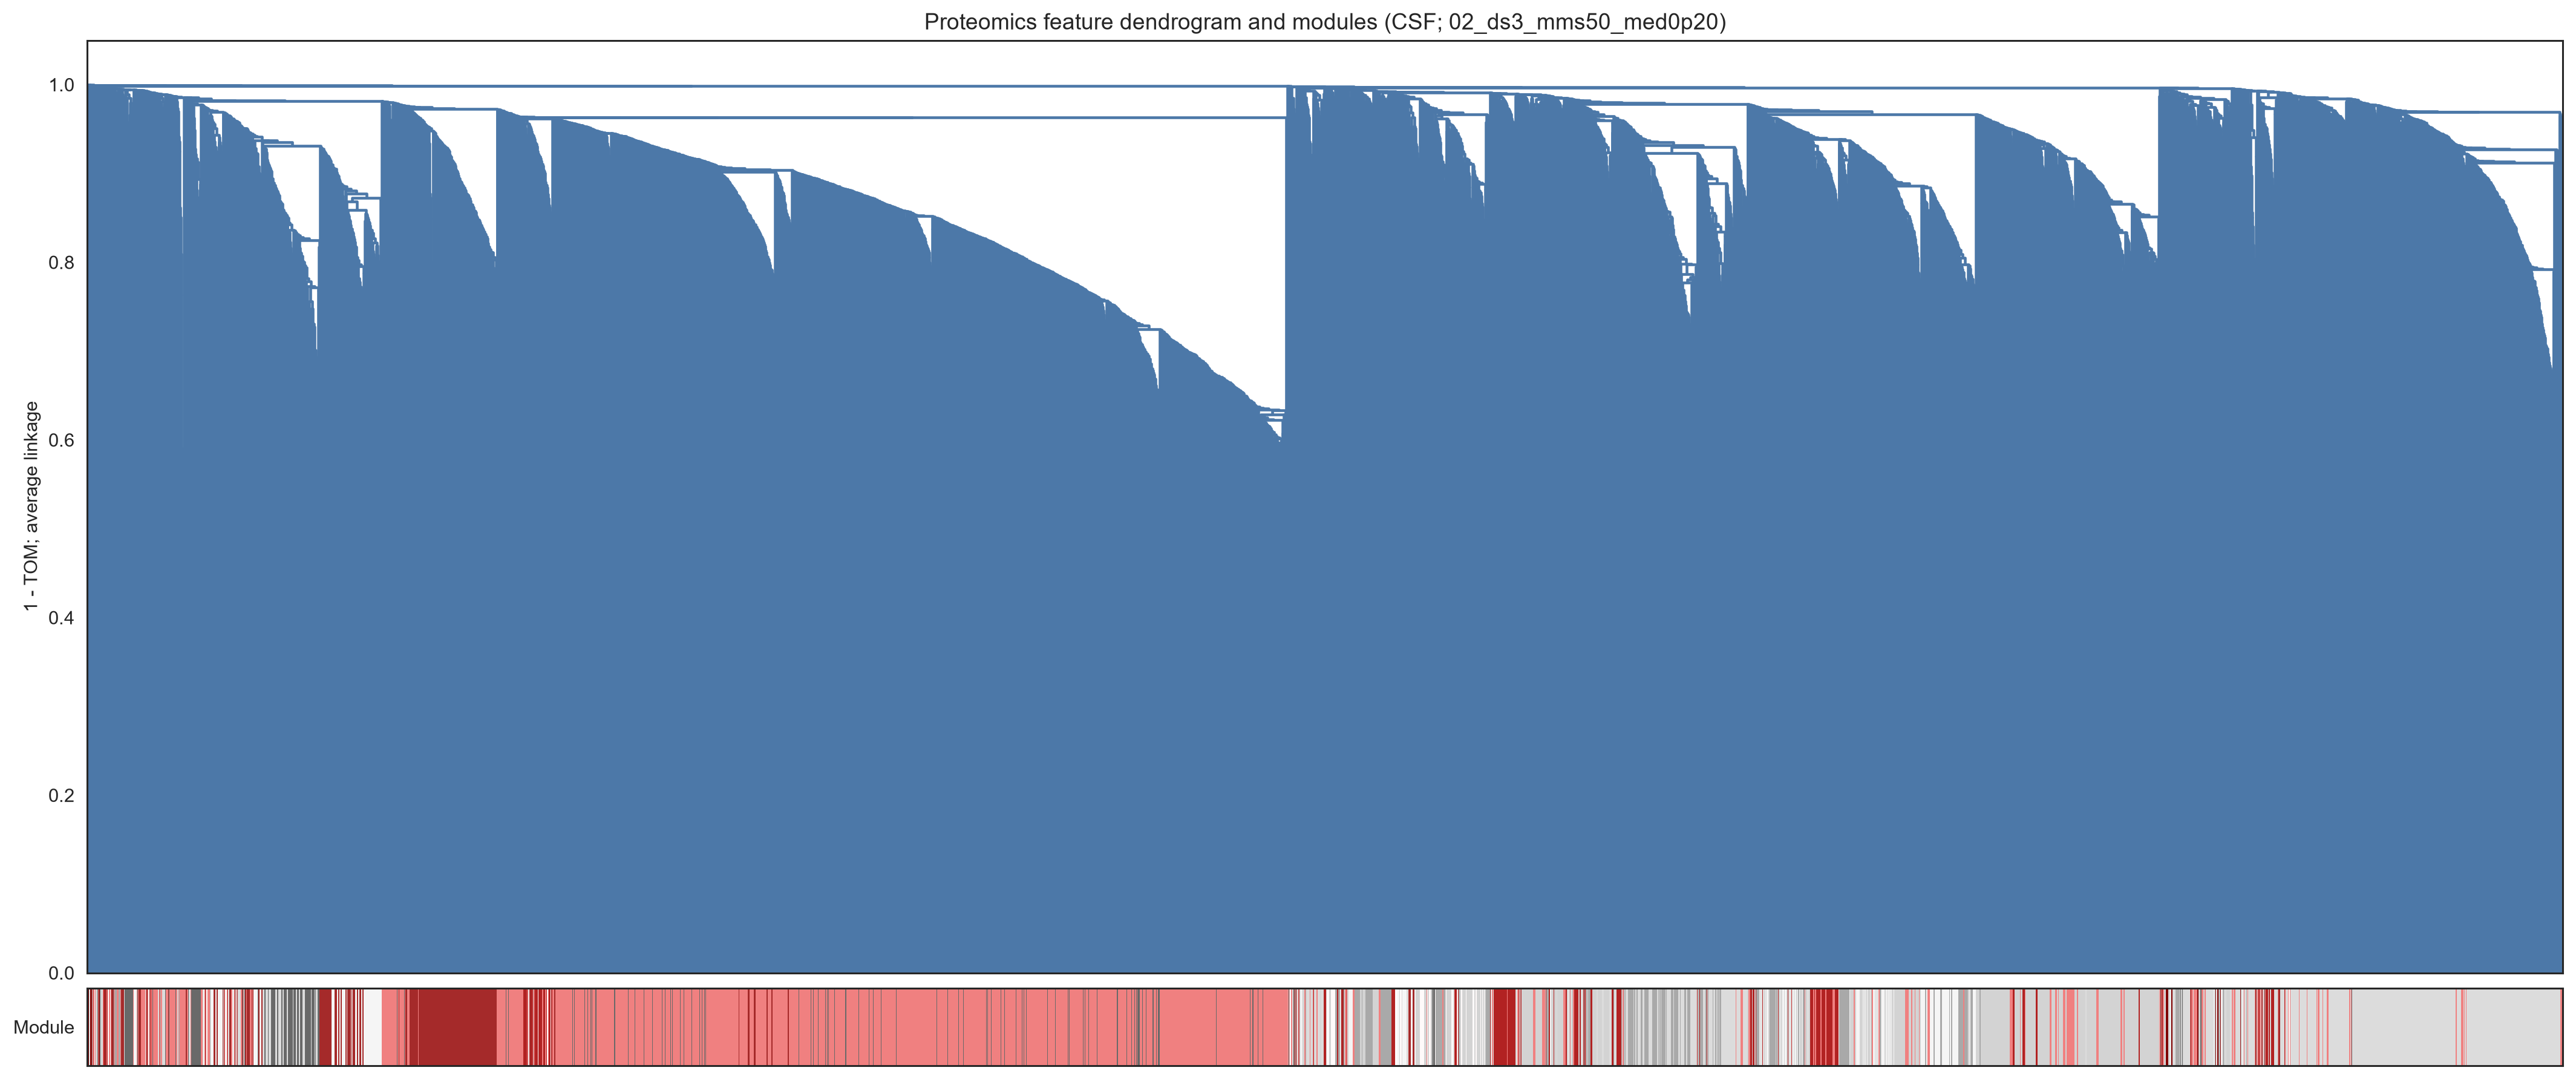 Proteomics feature dendrogram and modules (CSF; 02_ds3_mms50_med0p20)
1.0
0.8
0.6
0.4
0.2
0.0
1 - TOM; average linkage
Module